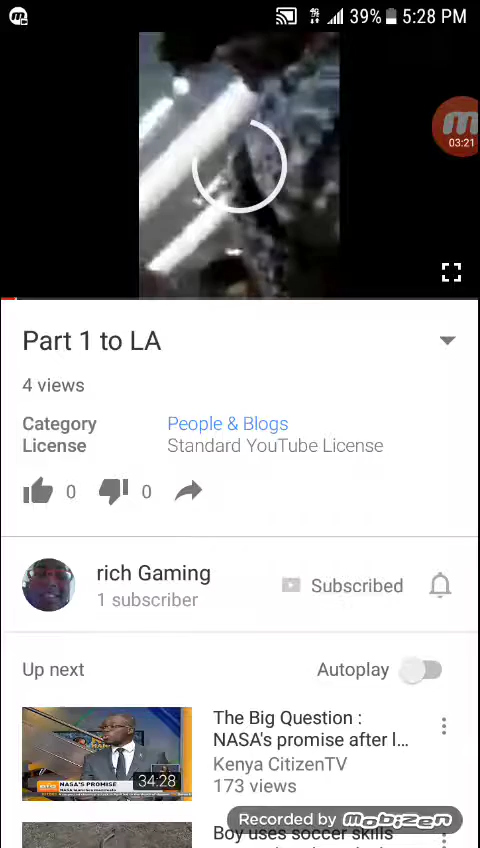 39% 5:28 PM
03:21
Part 1 to LA
4 views
Category People & Blogs
License Standard YouTube License
0 0
rich Gaming
1 subscriber
Subscribed
Up next Autoplay
The Big Question :
NASA's promise after l...
Kenya CitizenTV
173 views
NASA'S PROMISE
34:28
Recorded by mobizen
Boy uses soccer skills